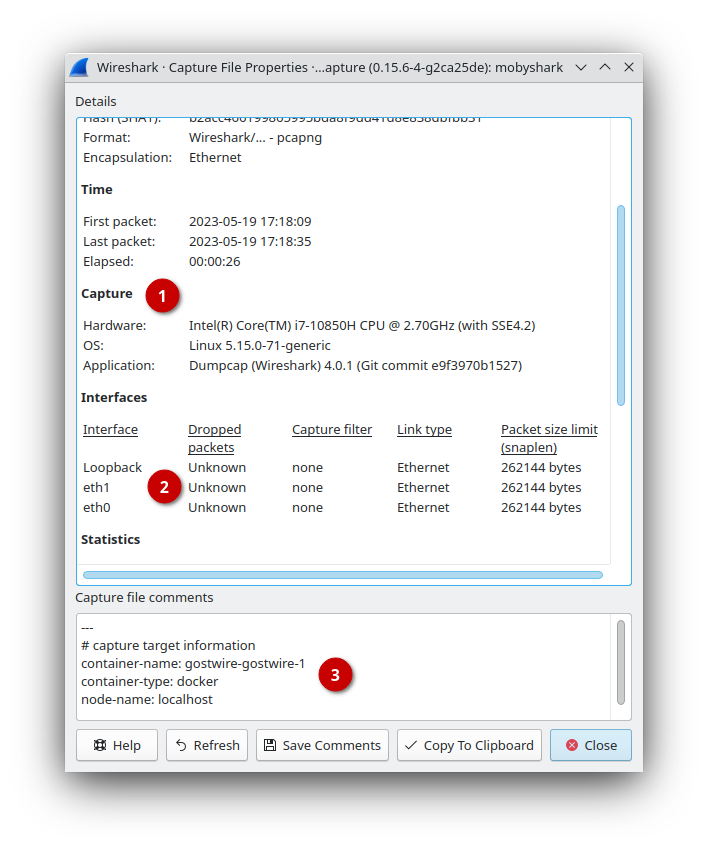 Wireshark · Capture File Properties ·...apture (0.15.6-4-g2ca25de): mobyshark
Details
Format: Wireshark/... - pcapng
Encapsulation: Ethernet
Time
First packet: 2023-05-19 17:18:09
Last packet: 2023-05-19 17:18:35
Elapsed: 00:00:26
Capture 1
Hardware: Intel(R) Core(TM) i7-10850H CPU @ 2.70GHz (with SSE4.2)
OS: Linux 5.15.0-71-generic
Application: Dumpcap (Wireshark) 4.0.1 (Git commit e9f3970b1527)
Interfaces
Interface Dropped packets Capture filter Link type Packet size limit (snaplen)
Loopback Unknown none Ethernet 262144 bytes
eth1 2 Unknown none Ethernet 262144 bytes
eth0 Unknown none Ethernet 262144 bytes
Statistics
Capture file comments
---
# capture target information
container-name: gostwire-gostwire-1
container-type: docker 3
node-name: localhost
Help Refresh Save Comments Copy To Clipboard Close